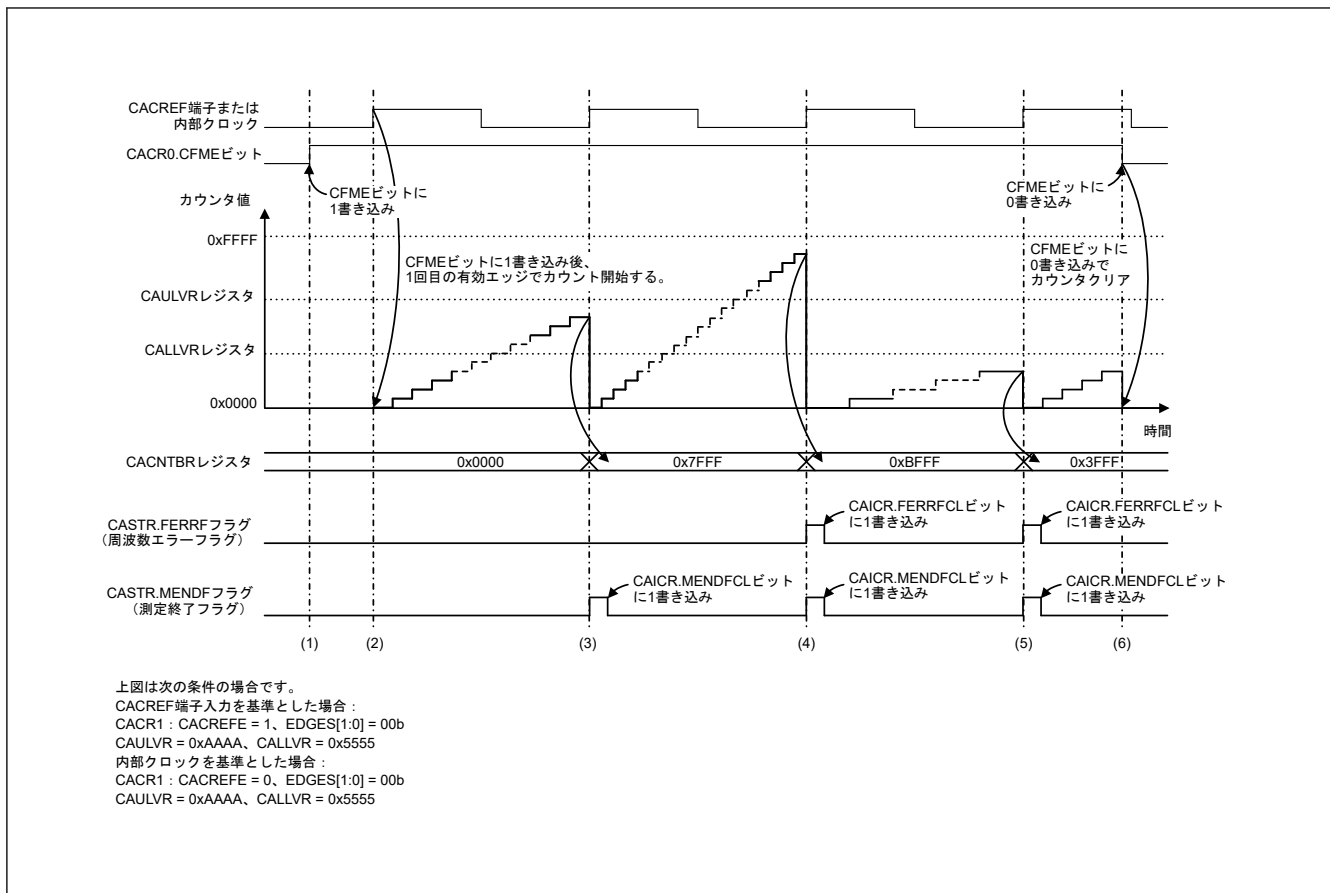 CACREF端子または
内部クロック
CACR0.CFMEビット
CFMEビットに
1書き込み
CFMEビットに
0書き込み
カウンタ値
0xFFFF
CFMEビットに1書き込み後、
1回目の有効エッジでカウント開始する。
CFMEビットに
0書き込みで
カウンタクリア
CAULVRレジスタ
CALLVRレジスタ
0x0000
時間
CACNTBRレジスタ
0x0000
0x7FFF
0xBFFF
0x3FFF
CASTR.FERRFフラグ
（周波数エラーフラグ）
CAICR.FERRFCLビット
に1書き込み
CAICR.FERRFCLビット
に1書き込み
CASTR.MENDFフラグ
（測定終了フラグ）
CAICR.MENDFCLビット
に1書き込み
CAICR.MENDFCLビット
に1書き込み
CAICR.MENDFCLビット
に1書き込み
(1)
(2)
(3)
(4)
(5)
(6)
上図は次の条件の場合です。
CACREF端子入力を基準とした場合：
CACR1：CACREFE = 1、EDGES[1:0] = 00b
CAULVR = 0xAAAA、CALLVR = 0x5555
内部クロックを基準とした場合：
CACR1：CACREFE = 0、EDGES[1:0] = 00b
CAULVR = 0xAAAA、CALLVR = 0x5555